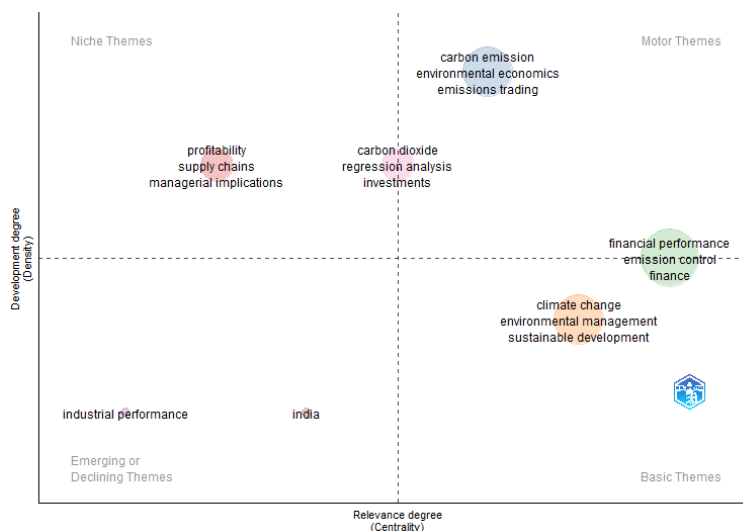 Niche Themes
Motor Themes
carbon emission
environmental economics
emissions trading
profitability
supply chains
managerial implications
carbon dioxide
regression analysis
investments
financial performance
emission control
finance
climate change
environmental management
sustainable development
industrial performance
india
Emerging or
Declining Themes
Basic Themes
Development degree
(Density)
Relevance degree
(Centrality)